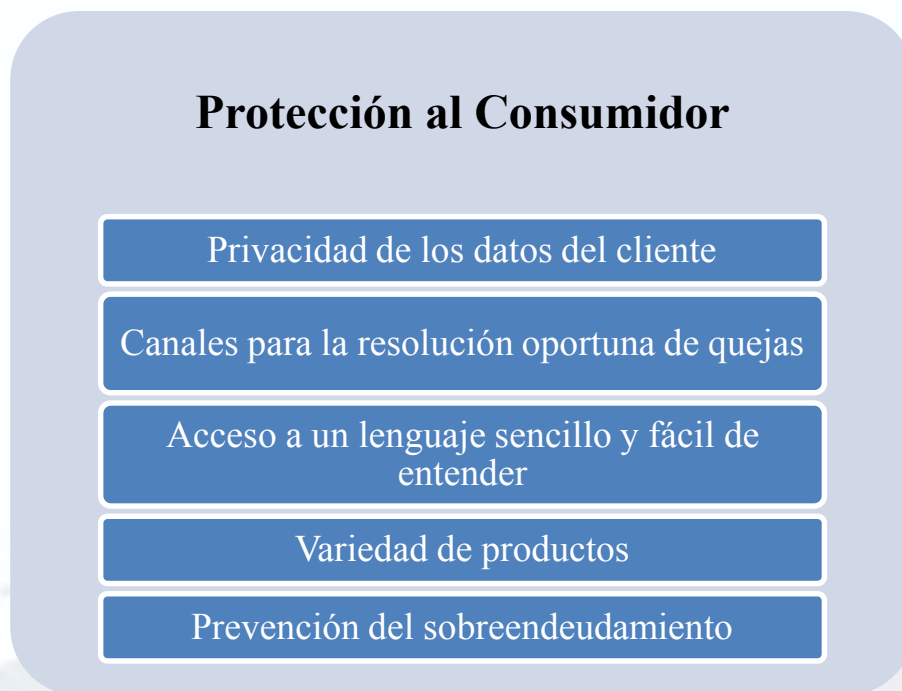 Protección al Consumidor
Privacidad de los datos del cliente
Canales para la resolución oportuna de quejas
Acceso a un lenguaje sencillo y fácil de
entender
Variedad de productos
Prevención del sobreendeudamiento